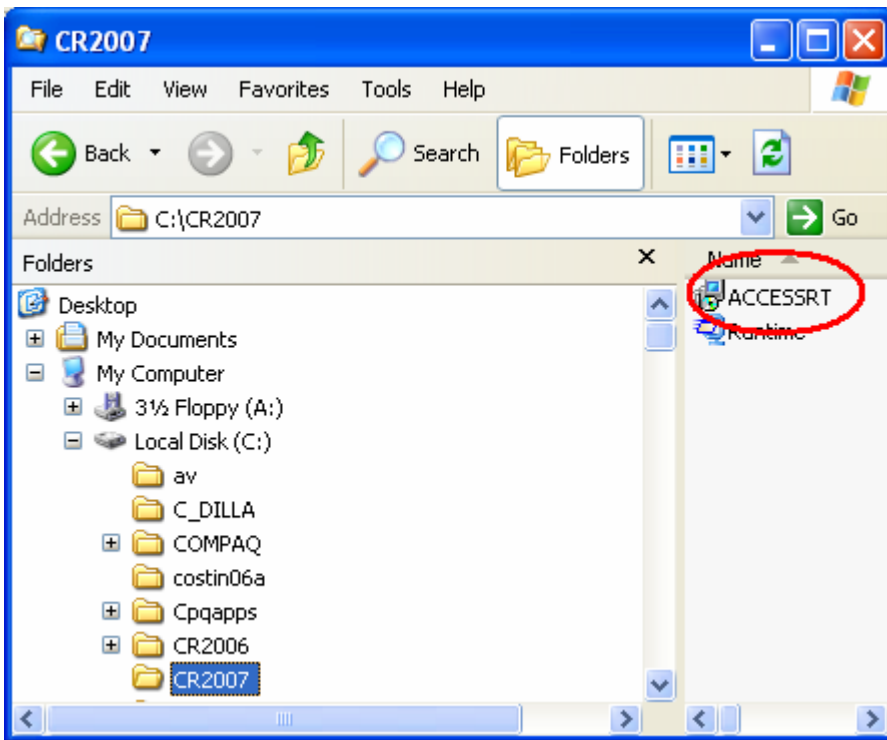 CR2007
File Edit View Favorites Tools Help
Back Search Folders
Address C:\CR2007 Go
Folders Name
Desktop ACCESSRT
My Documents Runtime
My Computer
3½ Floppy (A:)
Local Disk (C:)
av
C_DILLA
COMPAQ
costin06a
Cpqapps
CR2006
CR2007